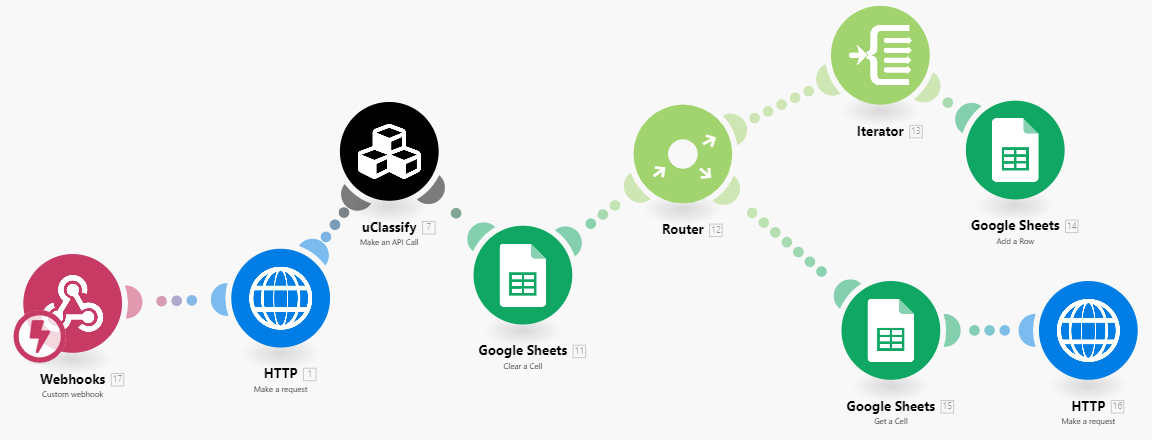 Webhooks 17
Custom webhook
HTTP 1
Make a request
uClassify 7
Make an API Call
Google Sheets 11
Clear a Cell
Router 12
Iterator 13
Google Sheets 14
Add a Row
Google Sheets 15
Get a Cell
HTTP 16
Make a request